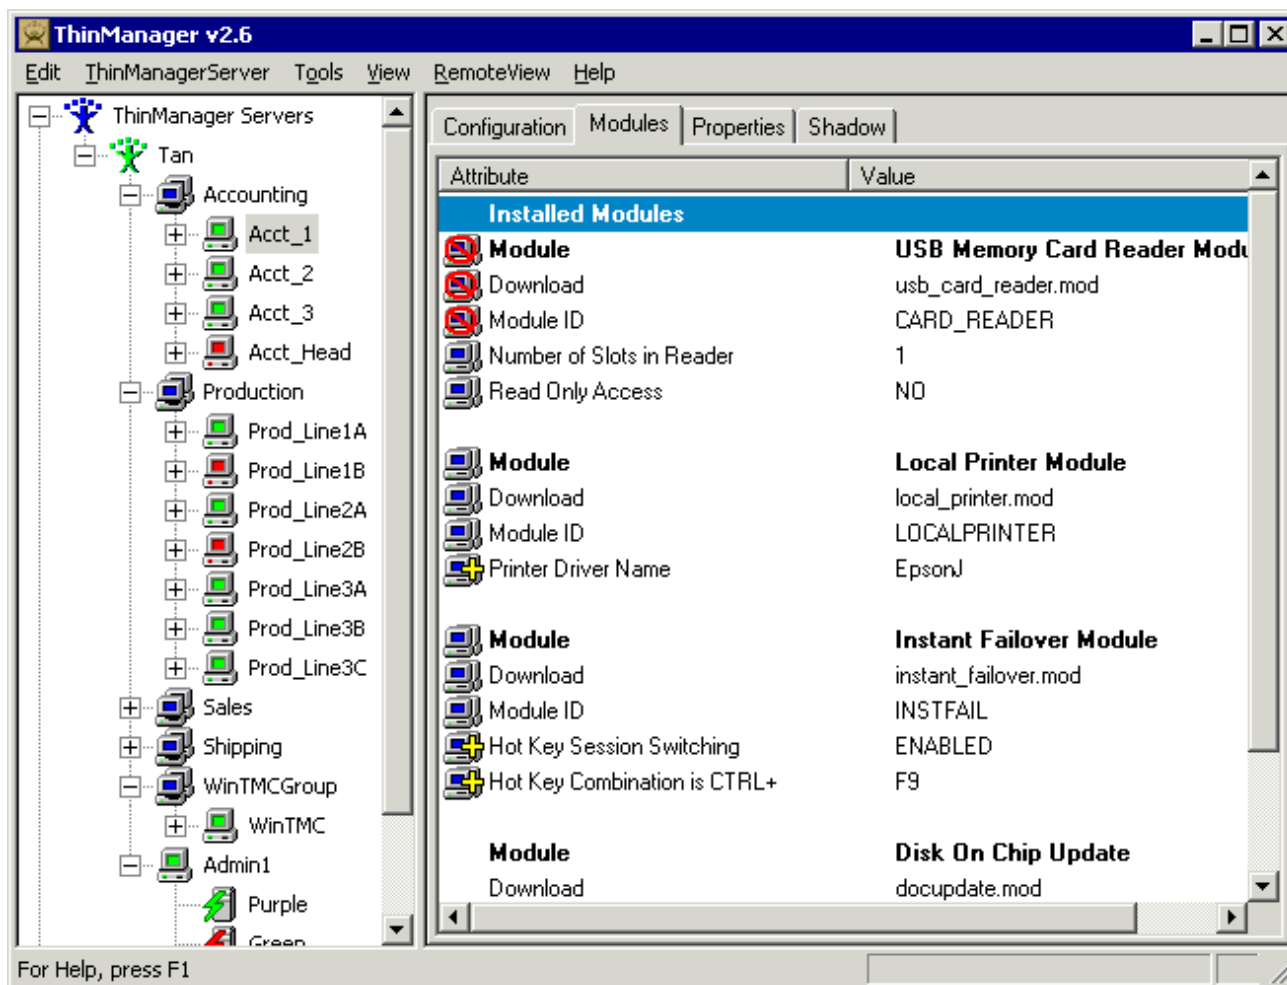 ThinManager v2.6
Edit ThinManagerServer Tools View RemoteView Help
ThinManager Servers
Tan
Accounting
Acct_1
Acct_2
Acct_3
Acct_Head
Production
Prod_Line1A
Prod_Line1B
Prod_Line2A
Prod_Line2B
Prod_Line3A
Prod_Line3B
Prod_Line3C
Sales
Shipping
WinTMCGroup
WinTMC
Admin1
Purple
Green
Configuration Modules Properties Shadow
Attribute Value
Installed Modules
Module USB Memory Card Reader Modu
Download usb_card_reader.mod
Module ID CARD_READER
Number of Slots in Reader 1
Read Only Access NO
Module Local Printer Module
Download local_printer.mod
Module ID LOCALPRINTER
Printer Driver Name EpsonJ
Module Instant Failover Module
Download instant_failover.mod
Module ID INSTFAIL
Hot Key Session Switching ENABLED
Hot Key Combination is CTRL+ F9
Module Disk On Chip Update
Download docupdate.mod
For Help, press F1